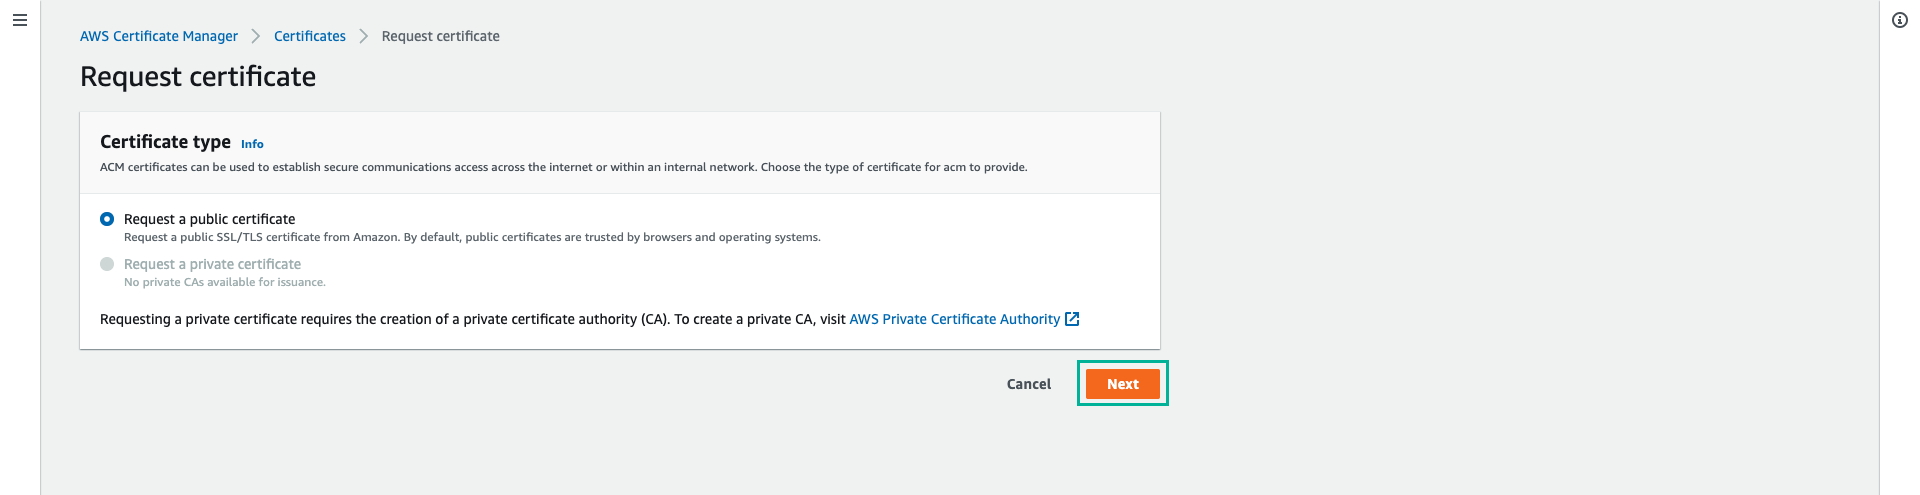 AWS Certificate Manager > Certificates > Request certificate
Request certificate
Certificate type Info
ACM certificates can be used to establish secure communications access across the internet or within an internal network. Choose the type of certificate for acm to provide.
Request a public certificate
Request a public SSL/TLS certificate from Amazon. By default, public certificates are trusted by browsers and operating systems.
Request a private certificate
No private CAs available for issuance.
Requesting a private certificate requires the creation of a private certificate authority (CA). To create a private CA, visit AWS Private Certificate Authority
Cancel Next